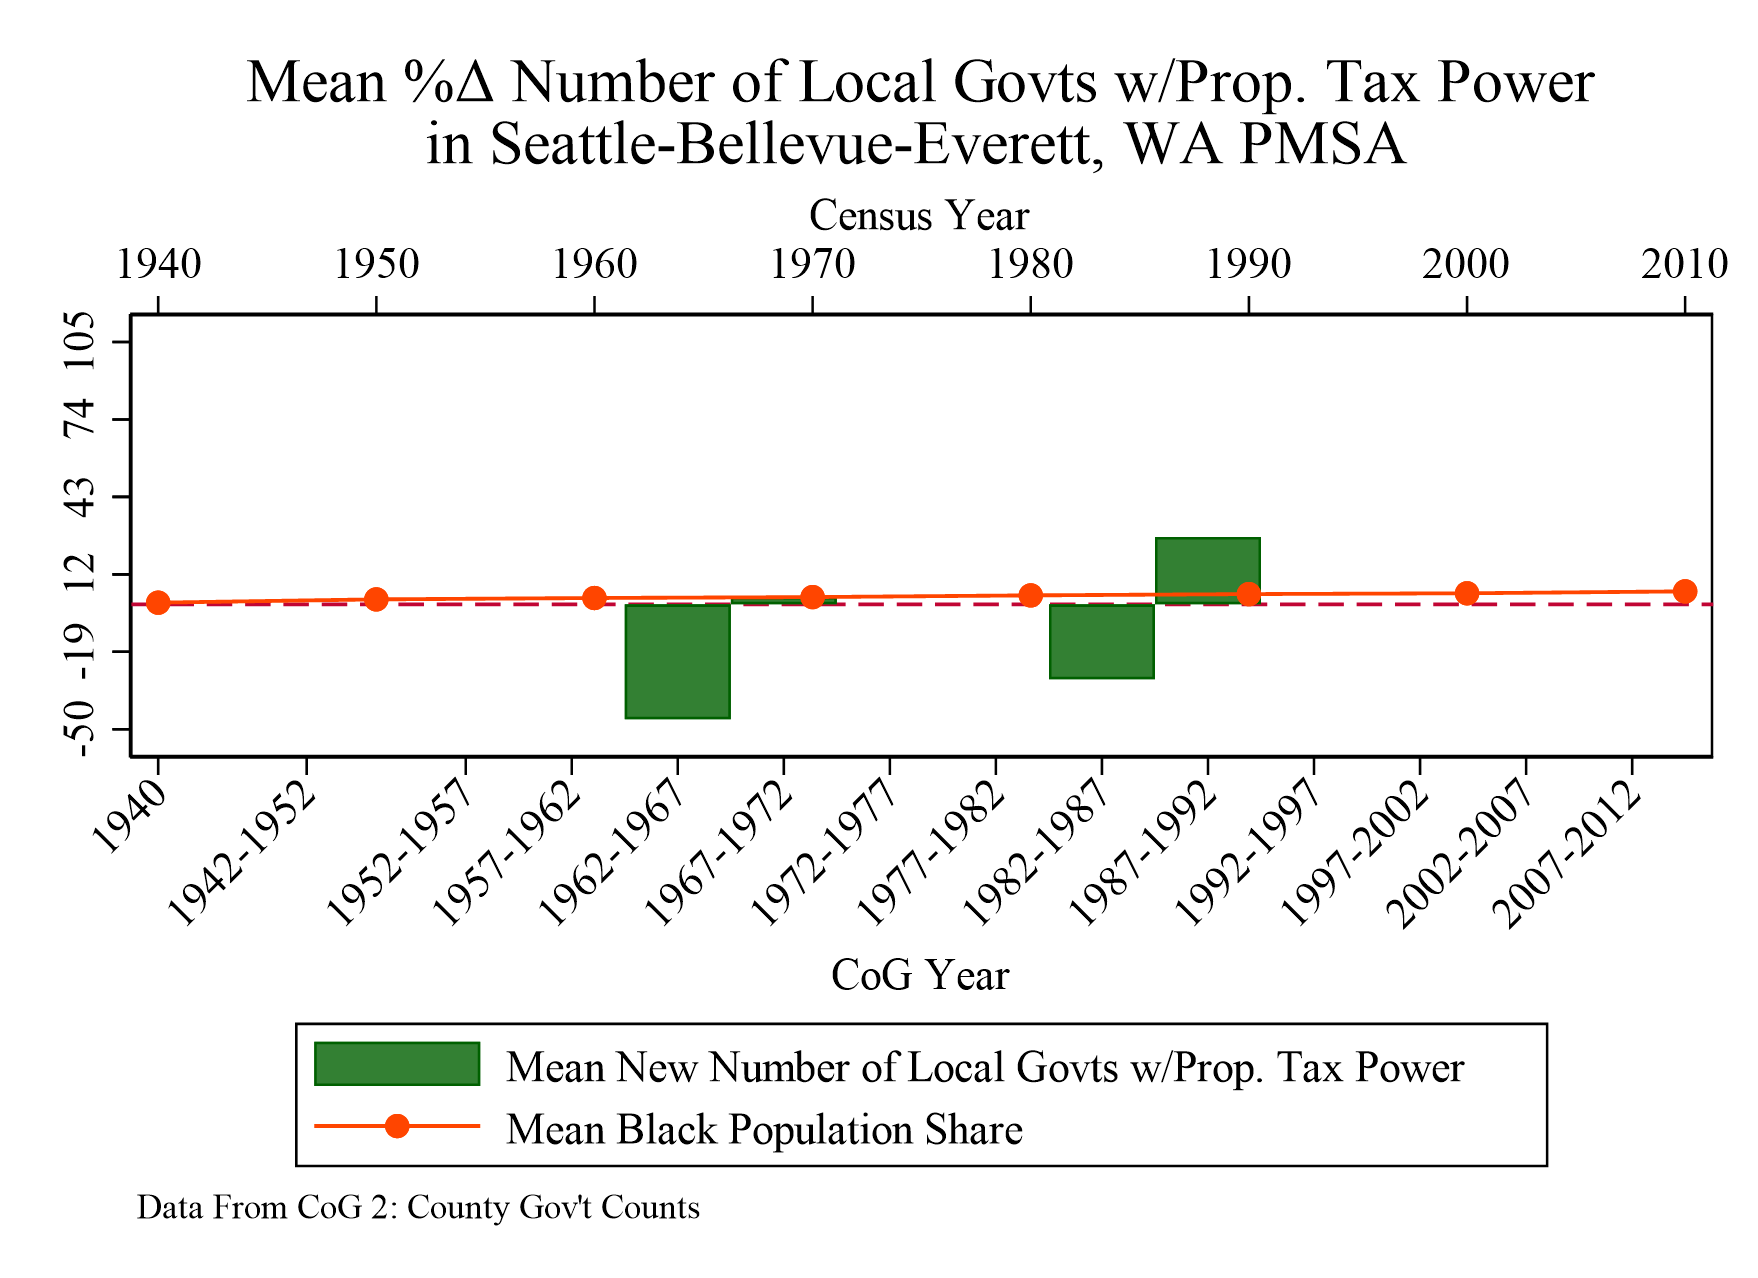 Mean %Δ Number of Local Govts w/Prop. Tax Power
in Seattle-Bellevue-Everett, WA PMSA
Census Year
1940 1950 1960 1970 1980 1990 2000 2010
105
74
43
12
-19
-50
1940 1942-1952 1952-1957 1957-1962 1962-1967 1967-1972 1972-1977 1977-1982 1982-1987 1987-1992 1992-1997 1997-2002 2002-2007 2007-2012
CoG Year
Mean New Number of Local Govts w/Prop. Tax Power
Mean Black Population Share
Data From CoG 2: County Gov't Counts